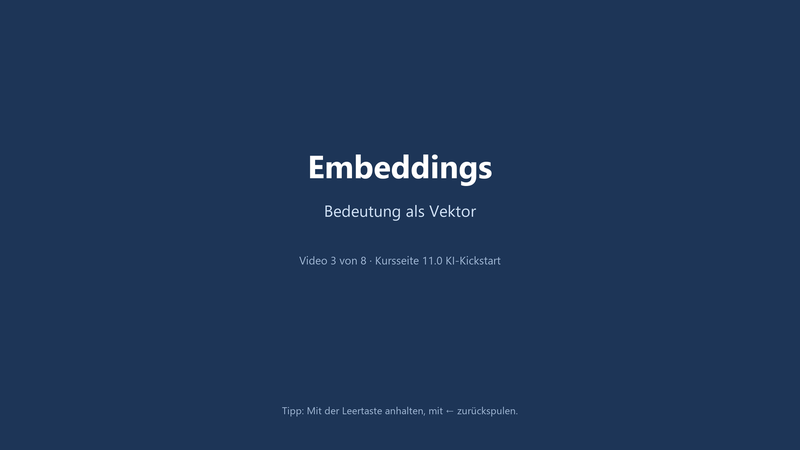 Embeddings
Bedeutung als Vektor
Video 3 von 8 · Kursseite 11.0 KI-Kickstart
Tipp: Mit der Leertaste anhalten, mit ← zurückspulen.